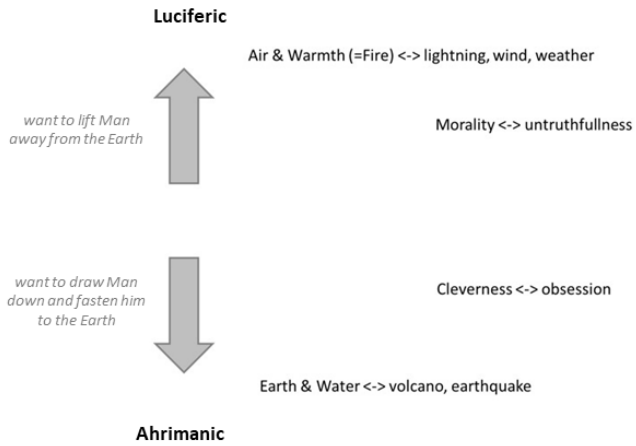 Luciferic
Air & Warmth (=Fire) <-> lightning, wind, weather
want to lift Man
away from the Earth
Morality <-> untruthfullness
want to draw Man
down and fasten him
to the Earth
Cleverness <-> obsession
Earth & Water <-> volcano, earthquake
Ahrimanic